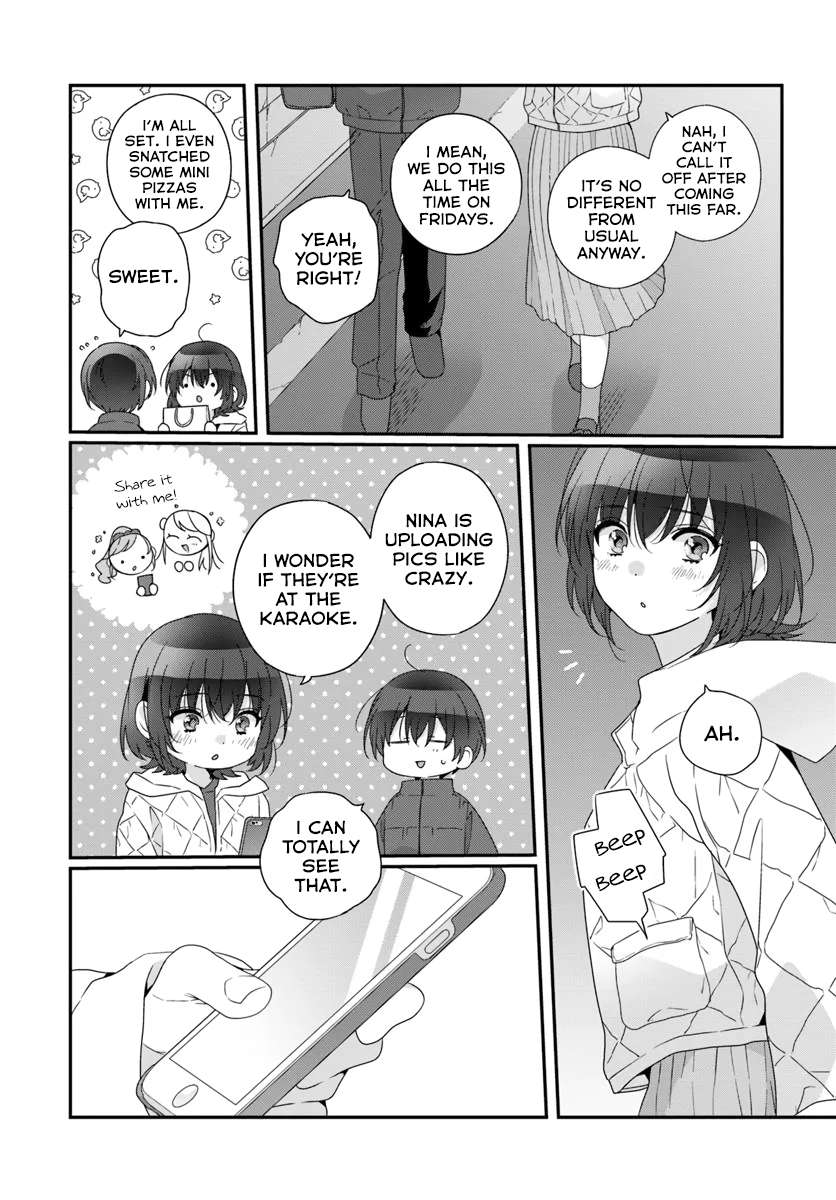 NAH, I
CAN'T
CALL IT
OFF AFTER
COMING
THIS FAR.
IT'S NO
DIFFERENT
FROM
USUAL
ANYWAY.
I MEAN,
WE DO THIS
ALL THE
TIME ON
FRIDAYS.
YEAH,
YOU'RE
RIGHT!
I'M ALL
SET. I EVEN
SNATCHED
SOME MINI
PIZZAS
WITH ME.
SWEET.
AH.
BEEP
BEEP
NINA IS
UPLOADING
PICS LIKE
CRAZY.
I WONDER
IF THEY'RE
AT THE
KARAOKE.
Share it
with me!
I CAN
TOTALLY
SEE
THAT.